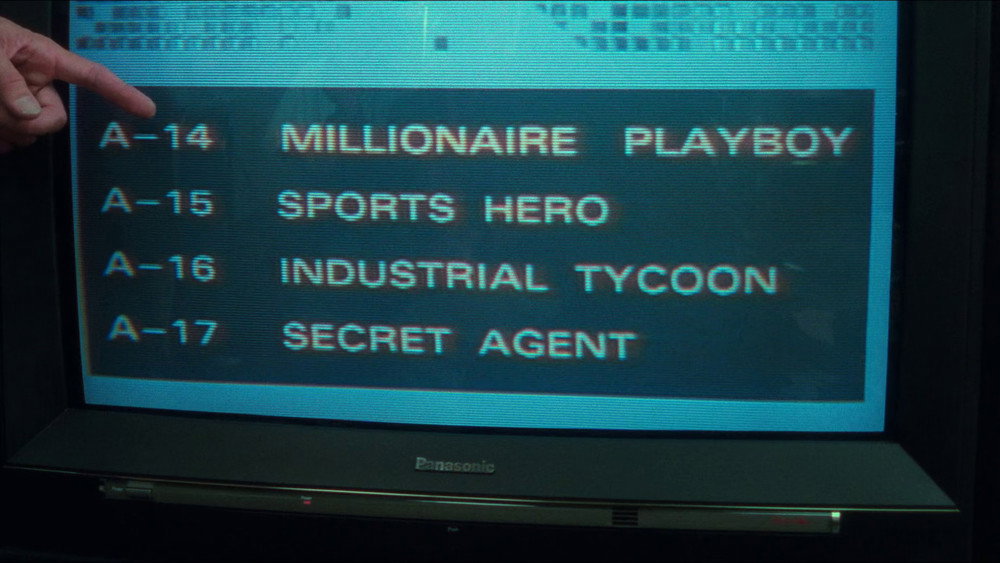 A-14 MILLIONAIRE PLAYBOY
A-15 SPORTS HERO
A-16 INDUSTRIAL TYCOON
A-17 SECRET AGENT
Panasonic